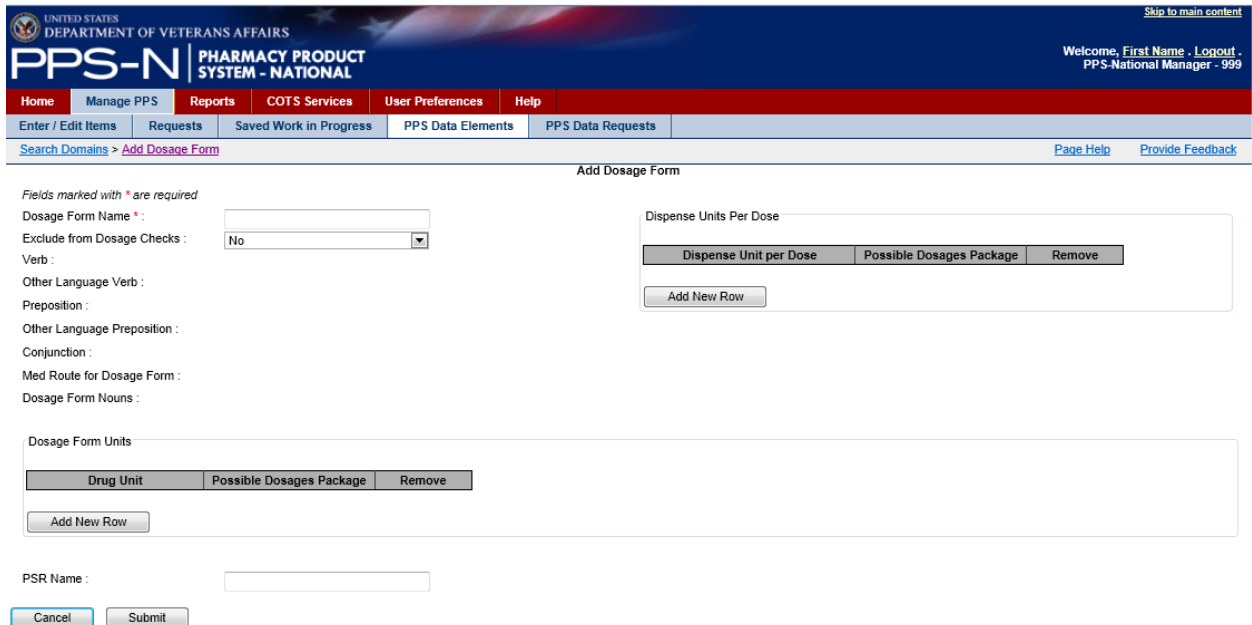 Skip to main content
UNITED STATES
DEPARTMENT OF VETERANS AFFAIRS
PPS-N PHARMACY PRODUCT
SYSTEM - NATIONAL
Welcome, First Name . Logout .
PPS-National Manager - 999
Home Manage PPS Reports COTS Services User Preferences Help
Enter / Edit Items Requests Saved Work in Progress PPS Data Elements PPS Data Requests
Search Domains > Add Dosage Form Page Help Provide Feedback
Add Dosage Form
Fields marked with * are required
Dosage Form Name * :
Exclude from Dosage Checks : No
Verb :
Other Language Verb :
Preposition :
Other Language Preposition :
Conjunction :
Med Route for Dosage Form :
Dosage Form Nouns :
Dispense Units Per Dose
Dispense Unit per Dose Possible Dosages Package Remove
Add New Row
Dosage Form Units
Drug Unit Possible Dosages Package Remove
Add New Row
PSR Name :
Cancel Submit